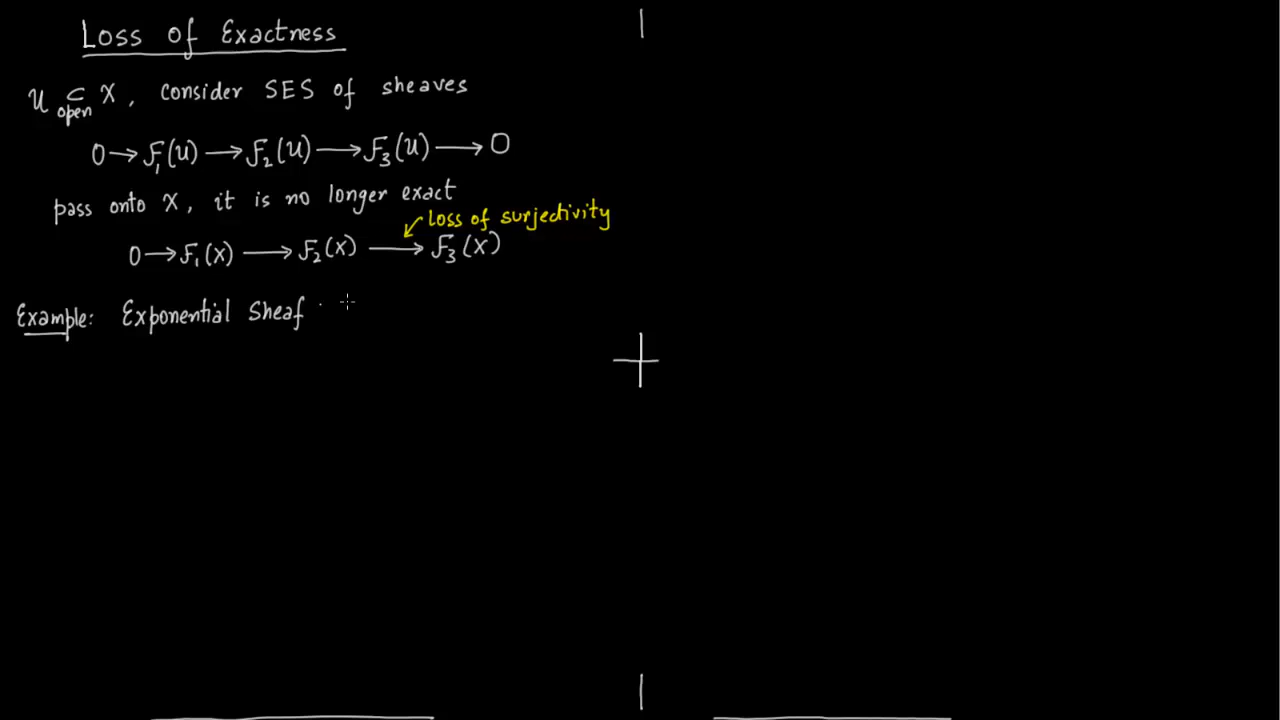 Loss of Exactness
U ⊂ open X, consider SES of sheaves
0 → F₁(U) → F₂(U) → F₃(U) → 0
pass onto X, it is no longer exact
loss of surjectivity
0 → F₁(X) → F₂(X) → F₃(X)
Example: Exponential Sheaf